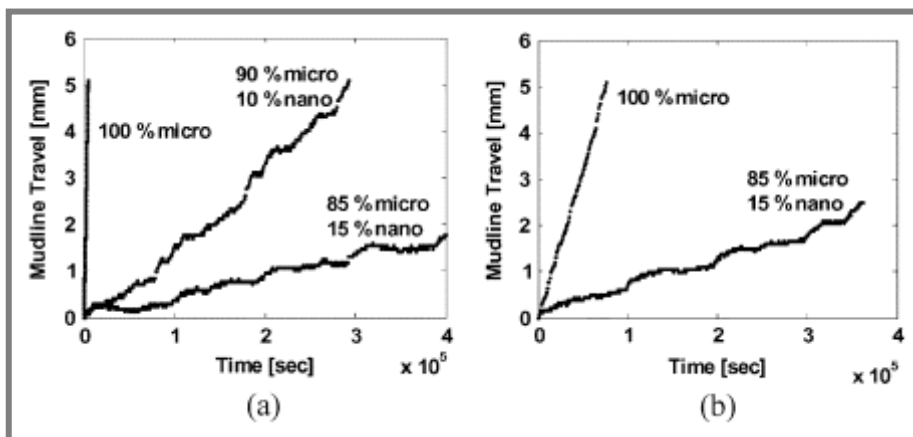 6
5
4
3
2
1
0
Mudline Travel [mm]
100 % micro
90 % micro
10 % nano
85 % micro
15 % nano
0 1 2 3 4
Time [sec]
x 10^5
(a)
6
5
4
3
2
1
0
Mudline Travel [mm]
100 % micro
85 % micro
15 % nano
0 1 2 3 4
Time [sec]
x 10^5
(b)